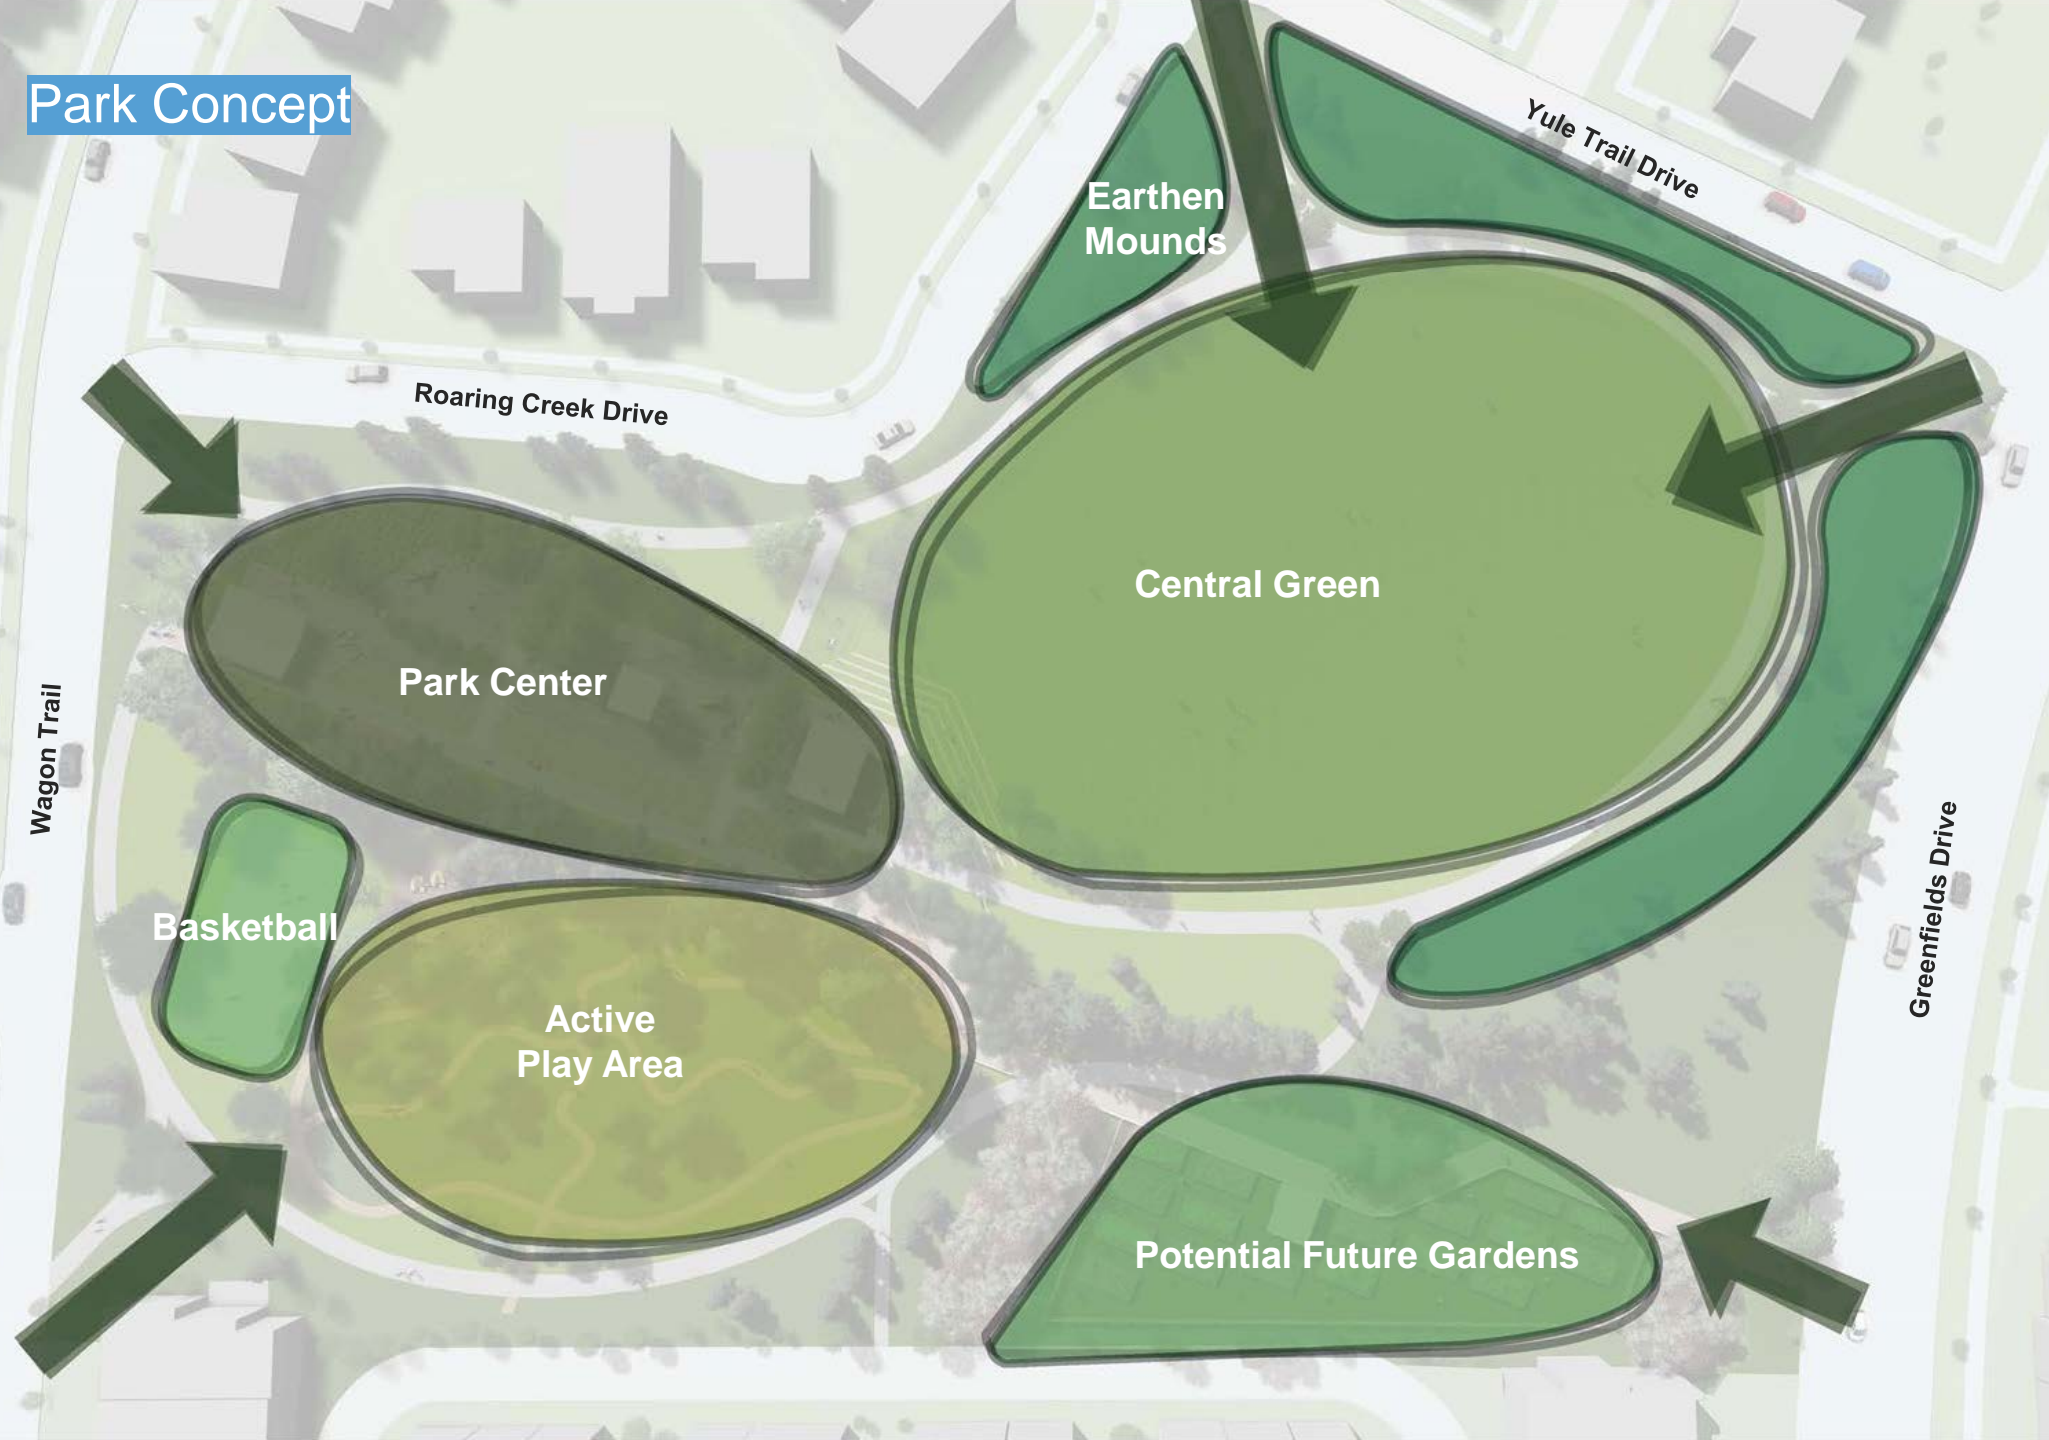 Park Concept
Yule Trail Drive
Earthen
Mounds
Roaring Creek Drive
Central Green
Park Center
Wagon Trail
Basketball
Greenfields Drive
Active
Play Area
Potential Future Gardens